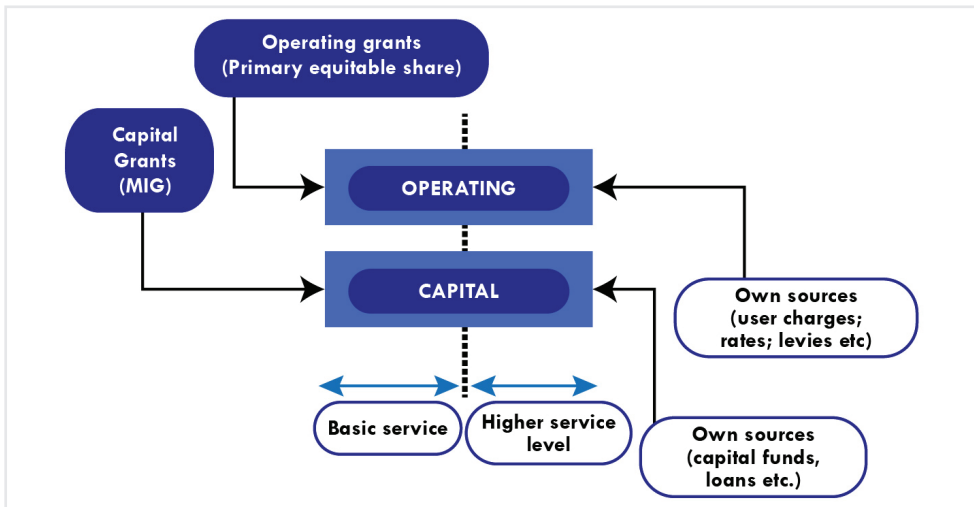 Operating grants
(Primary equitable share)
Capital
Grants
(MIG)
OPERATING
CAPITAL
Own sources
(user charges;
rates; levies etc)
Basic service
Higher service
level
Own sources
(capital funds,
loans etc.)